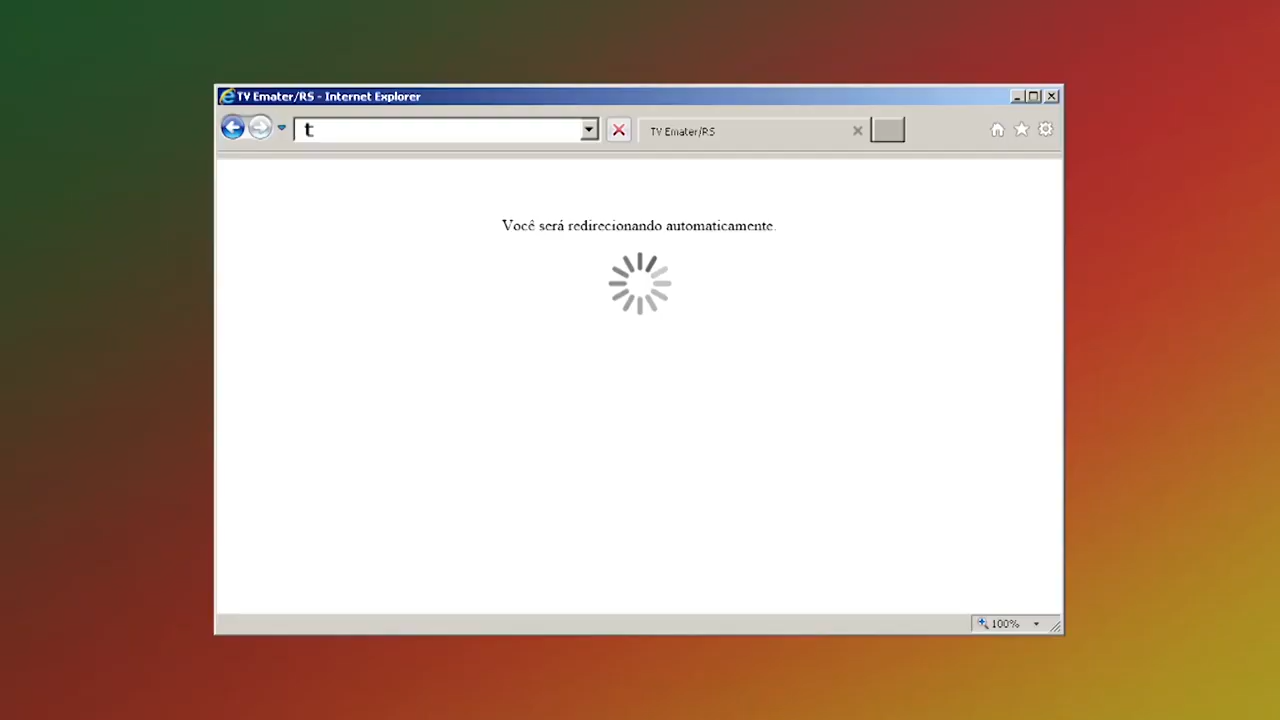 TV Emater/RS - Internet Explorer
t
TV Emater/RS
Você será redirecionando automaticamente.
100%